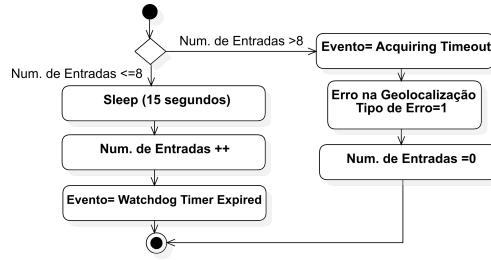 Num. de Entradas >8
Evento= Acquiring Timeout
Num. de Entradas <=8
Sleep (15 segundos)
Erro na Geolocalização
Tipo de Erro=1
Num. de Entradas ++
Num. de Entradas =0
Evento= Watchdog Timer Expired